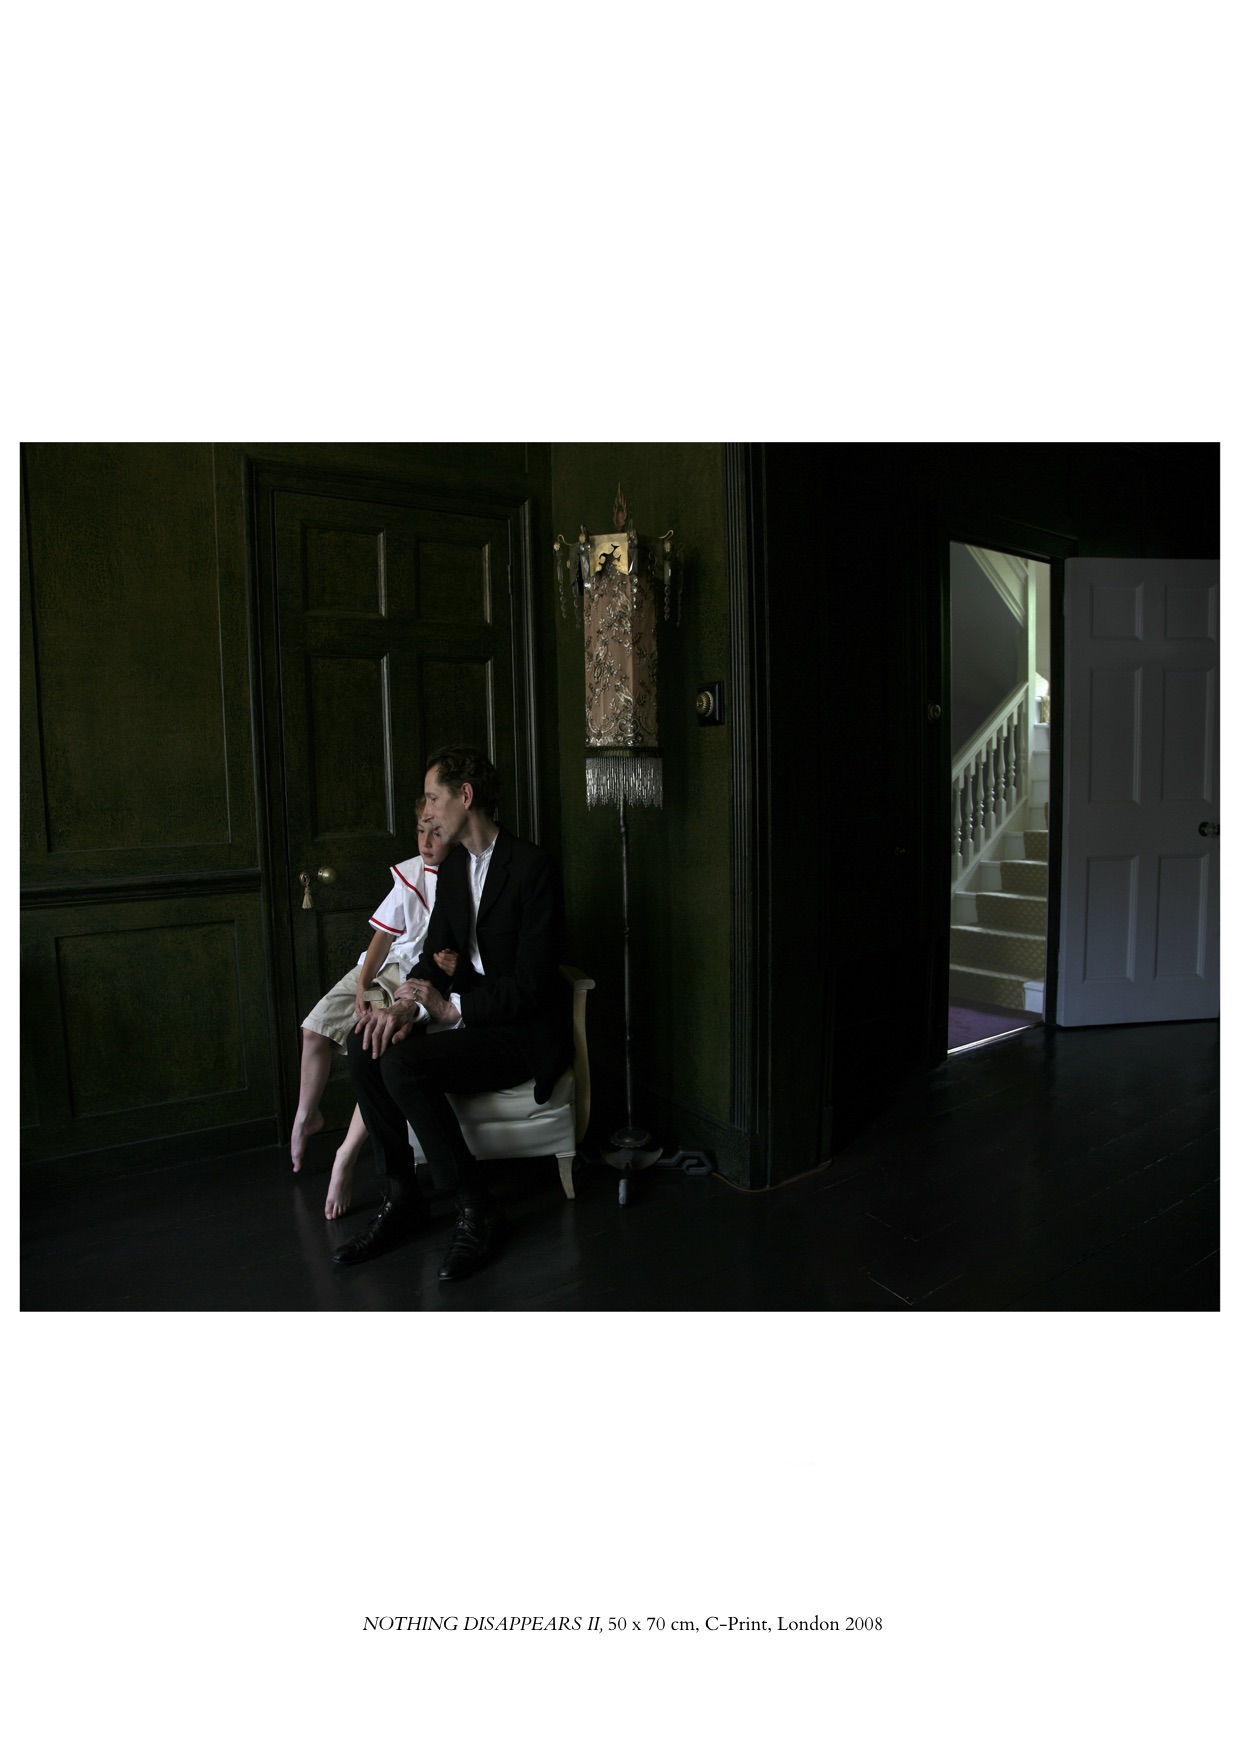 NOTHING DISAPPEARS II, 50 x 70 cm, C-Print, London 2008